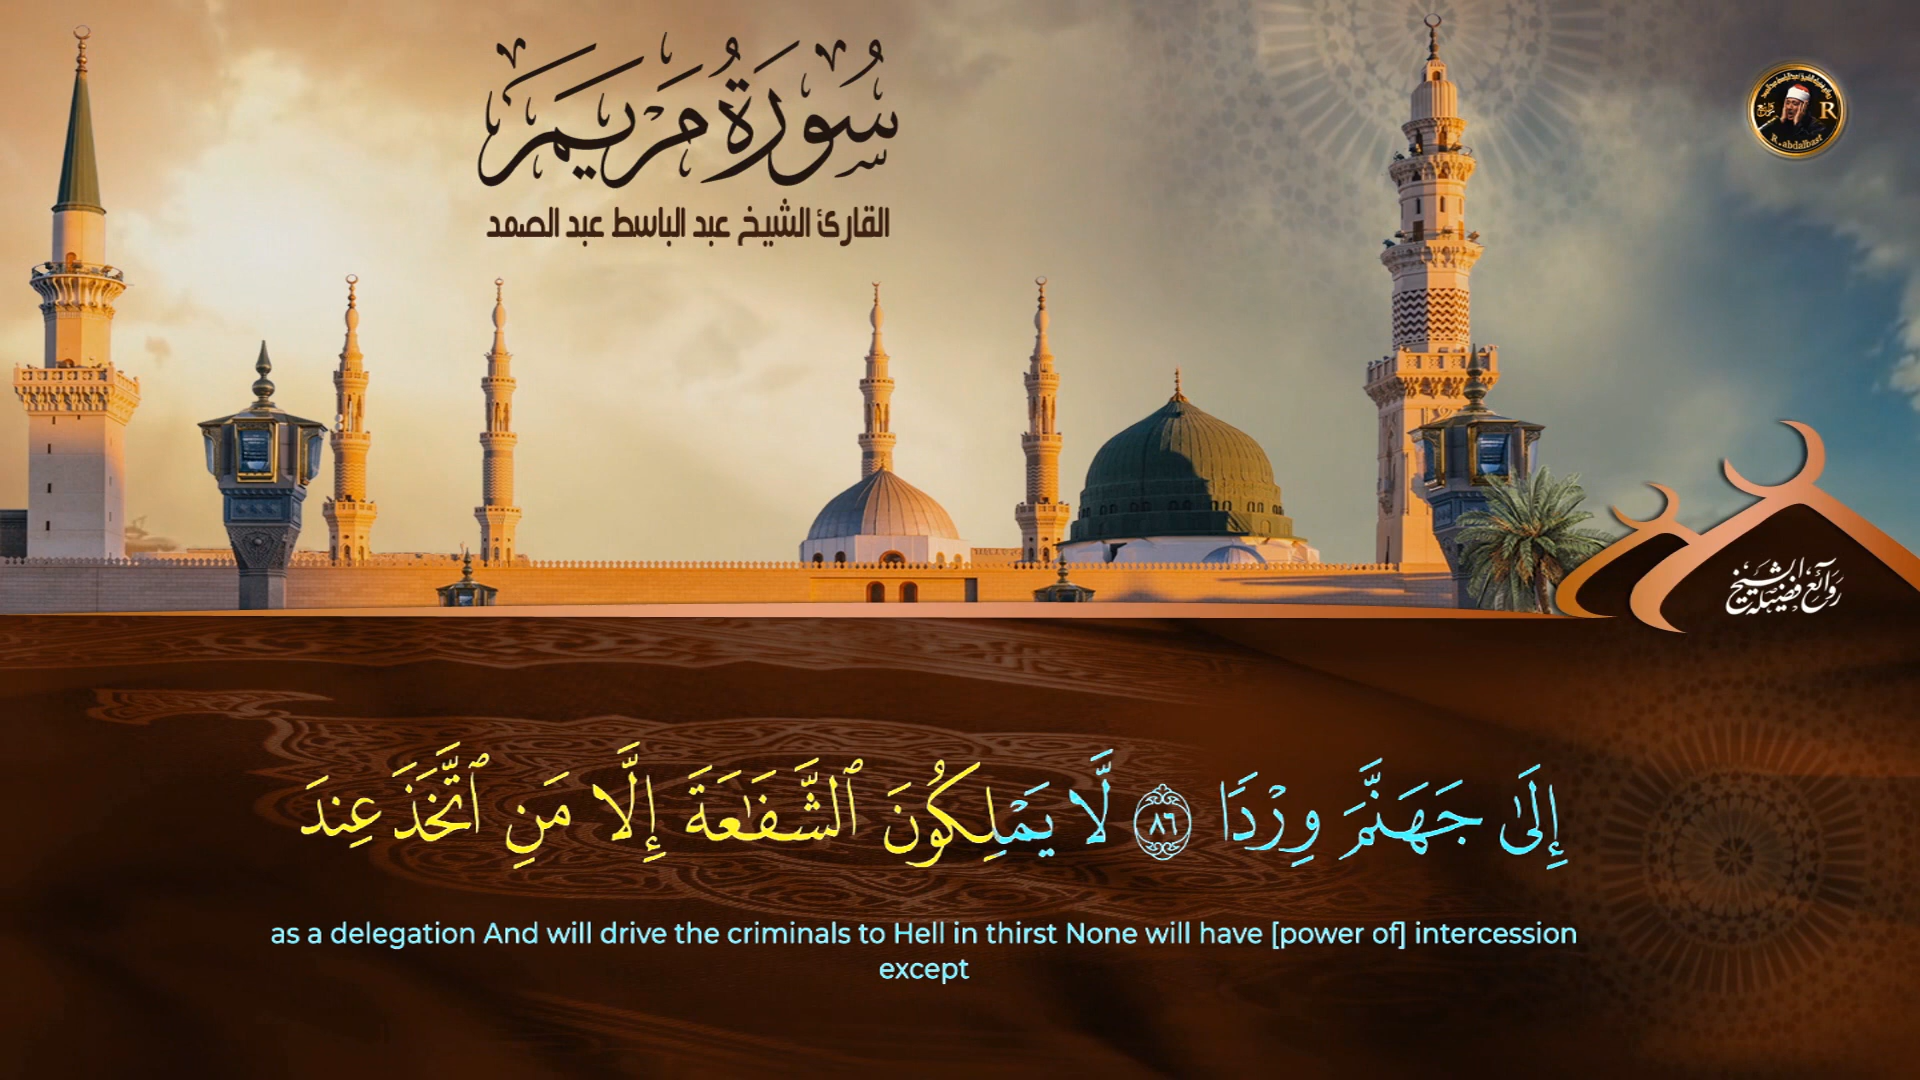 سُورَةُ مَرْيَمَ
القارئ الشيخ عبد الباسط عبد الصمد
R
R.abdalbast
روائع فضيلة الشيخ
إِلَىٰ جَهَنَّمَ وِرْدًا ٨٦ لَّا يَمْلِكُونَ ٱلشَّفَـٰعَةَ إِلَّا مَنِ ٱتَّخَذَ عِندَ
as a delegation And will drive the criminals to Hell in thirst None will have [power of] intercession
except